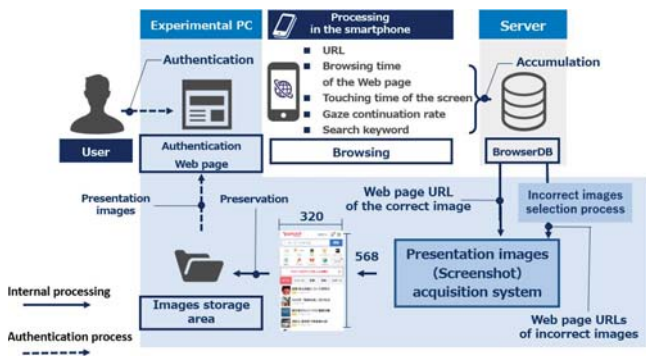 Experimental PC
Processing
in the smartphone
Server
Authentication
URL
Browsing time
of the Web page
Touching time of the screen
Gaze continuation rate
Search keyword
Accumulation
User
Authentication
Web page
Browsing
BrowserDB
Presentation
images
Preservation
320
Web page URL
of the correct image
Incorrect images
selection process
568
Presentation images
(Screenshot)
acquisition system
Internal processing
Images storage
area
Web page URLs
of incorrect images
Authentication process